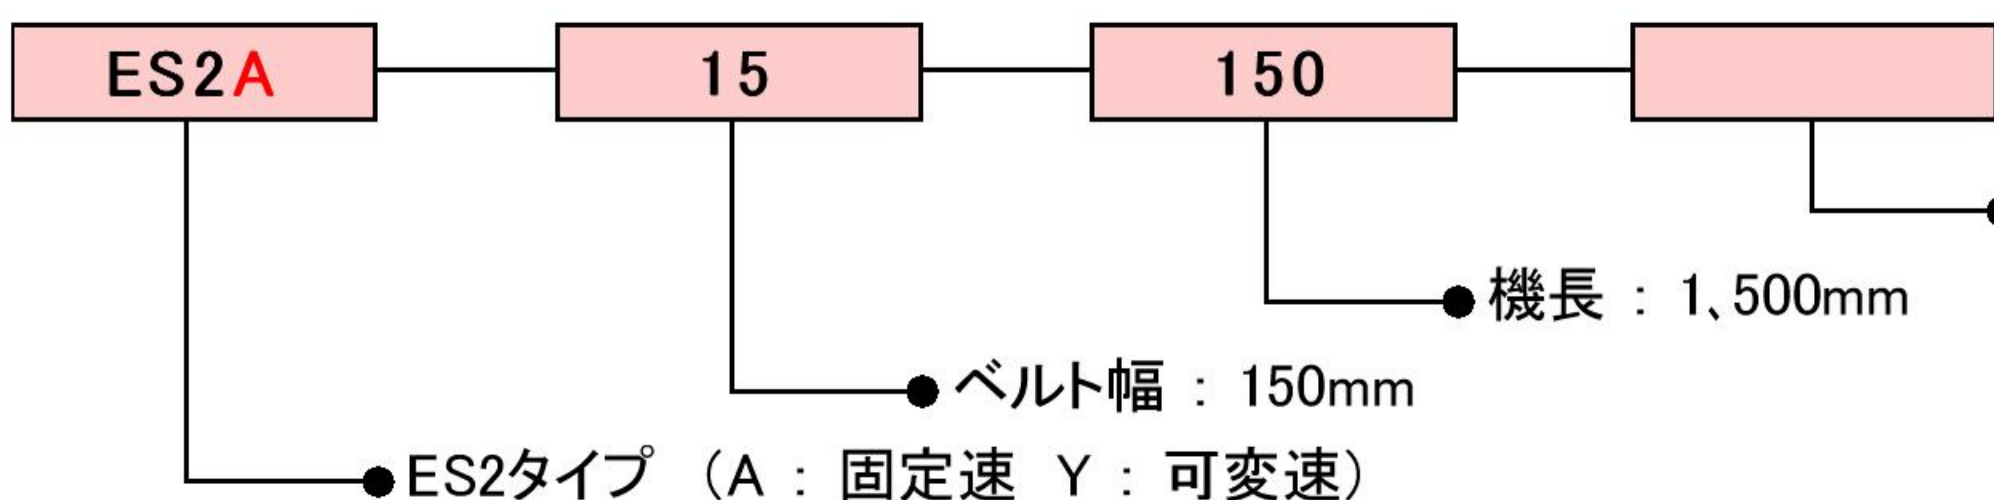 ES2A 15 150
機長 : 1、500mm
ベルト幅 : 150mm
ES2タイプ (A : 固定速 Y : 可変速)